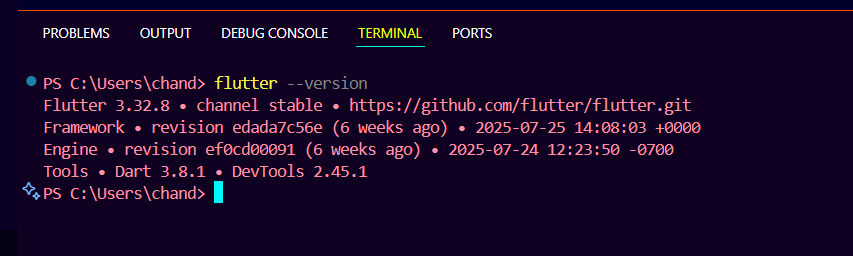 PROBLEMS OUTPUT DEBUG CONSOLE TERMINAL PORTS
PS C:\Users\chand> flutter --version
Flutter 3.32.8 • channel stable • https://github.com/flutter/flutter.git
Framework • revision edada7c56e (6 weeks ago) • 2025-07-25 14:08:03 +0000
Engine • revision ef0cd00091 (6 weeks ago) • 2025-07-24 12:23:50 -0700
Tools • Dart 3.8.1 • DevTools 2.45.1
PS C:\Users\chand>